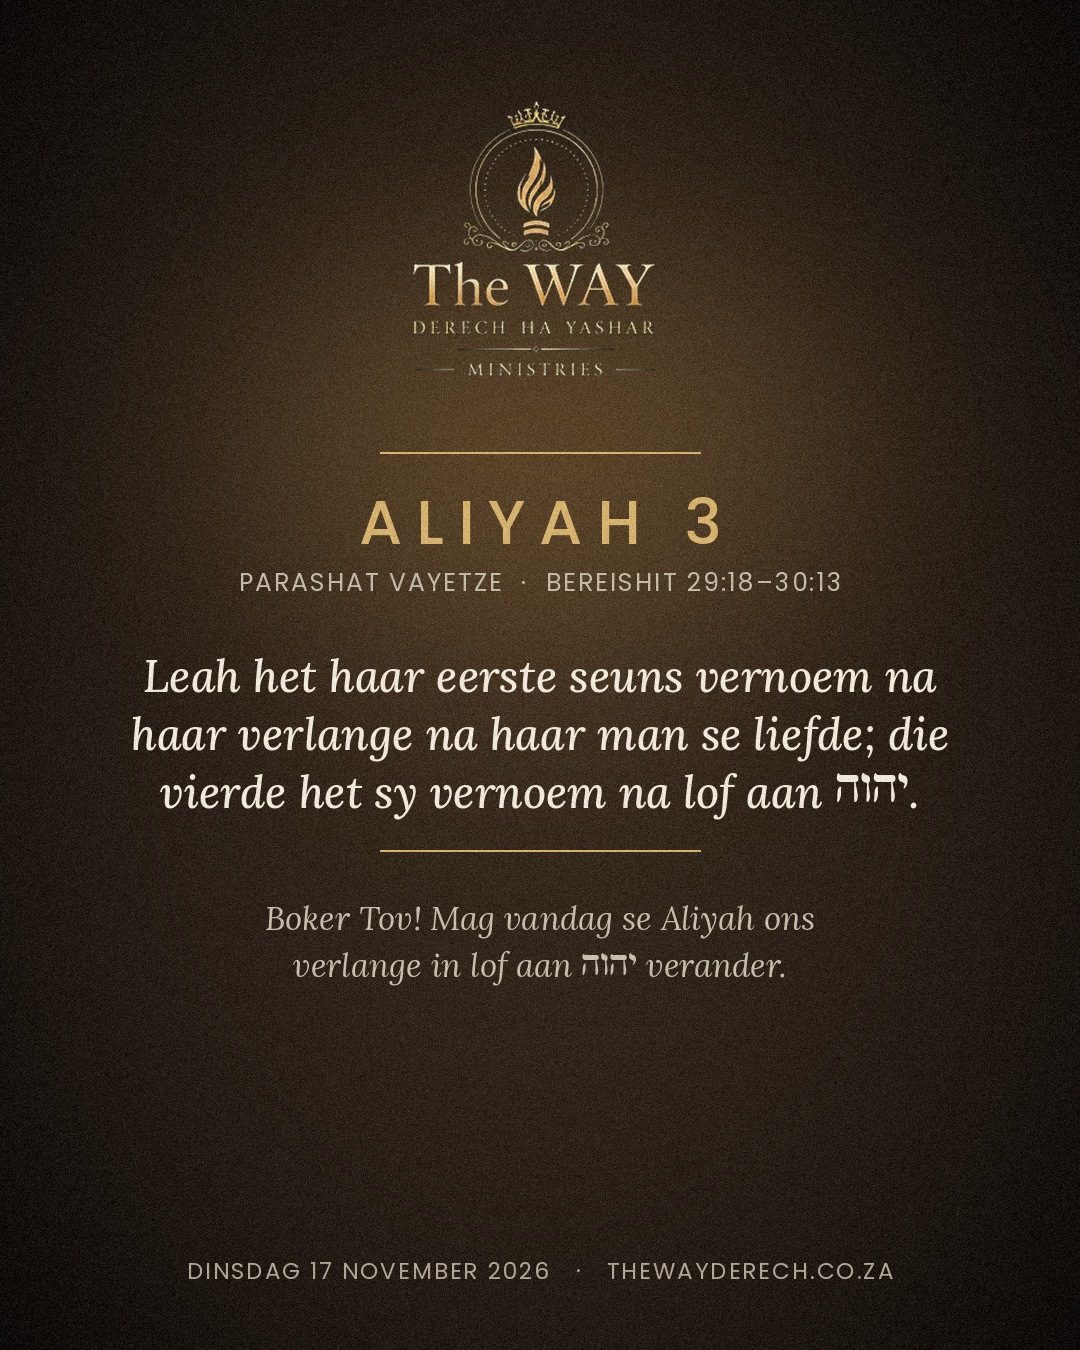 The WAY
DERECH HA YASHAR
MINISTRIES
ALIYAH 3
PARASHAT VAYETZE · BEREISHIT 29:18–30:13
Leah het haar eerste seuns vernoem na
haar verlange na haar man se liefde; die
vierde het sy vernoem na lof aan יהוה.
Boker Tov! Mag vandag se Aliyah ons
verlange in lof aan יהוה verander.
DINSDAG 17 NOVEMBER 2026 · THEWAYDERECH.CO.ZA